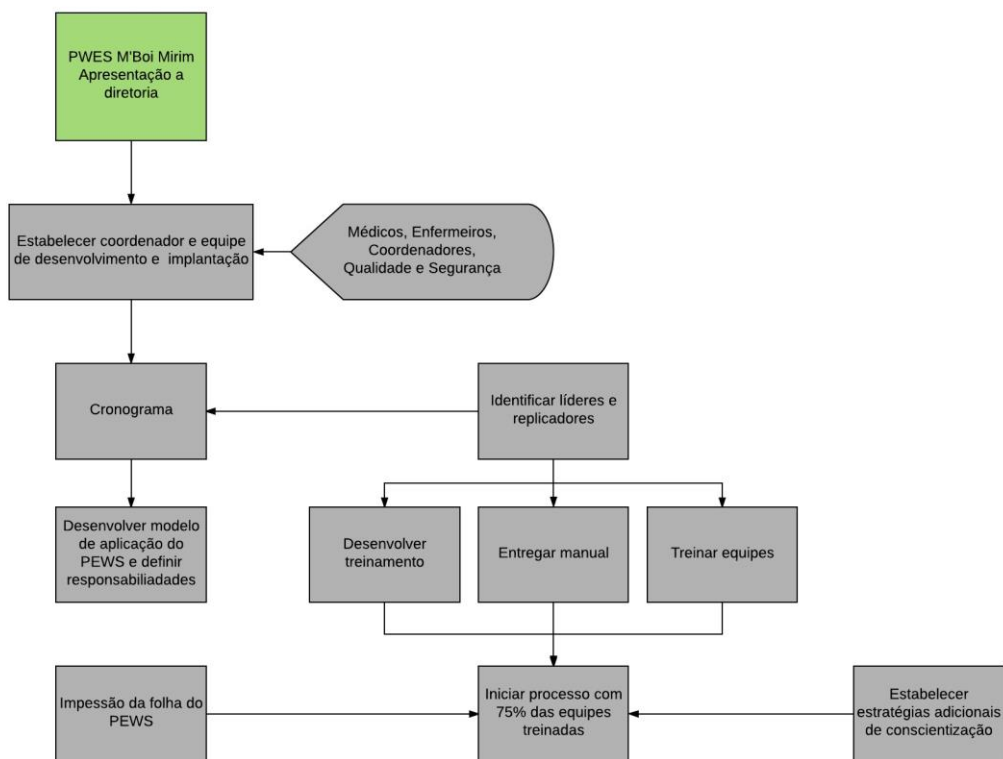 PWES M'Boi Mirim
Apresentação a
diretoria
Estabelecer coordenador e equipe
de desenvolvimento e implantação
Médicos, Enfermeiros,
Coordenadores,
Qualidade e Segurança
Cronograma
Identificar líderes e
replicadores
Desenvolver modelo
de aplicação do
PEWS e definir
responsabiliadades
Desenvolver
treinamento
Entregar manual
Treinar equipes
Impessão da folha do
PEWS
Iniciar processo com
75% das equipes
treinadas
Estabelecer
estratégias adicionais
de conscientização